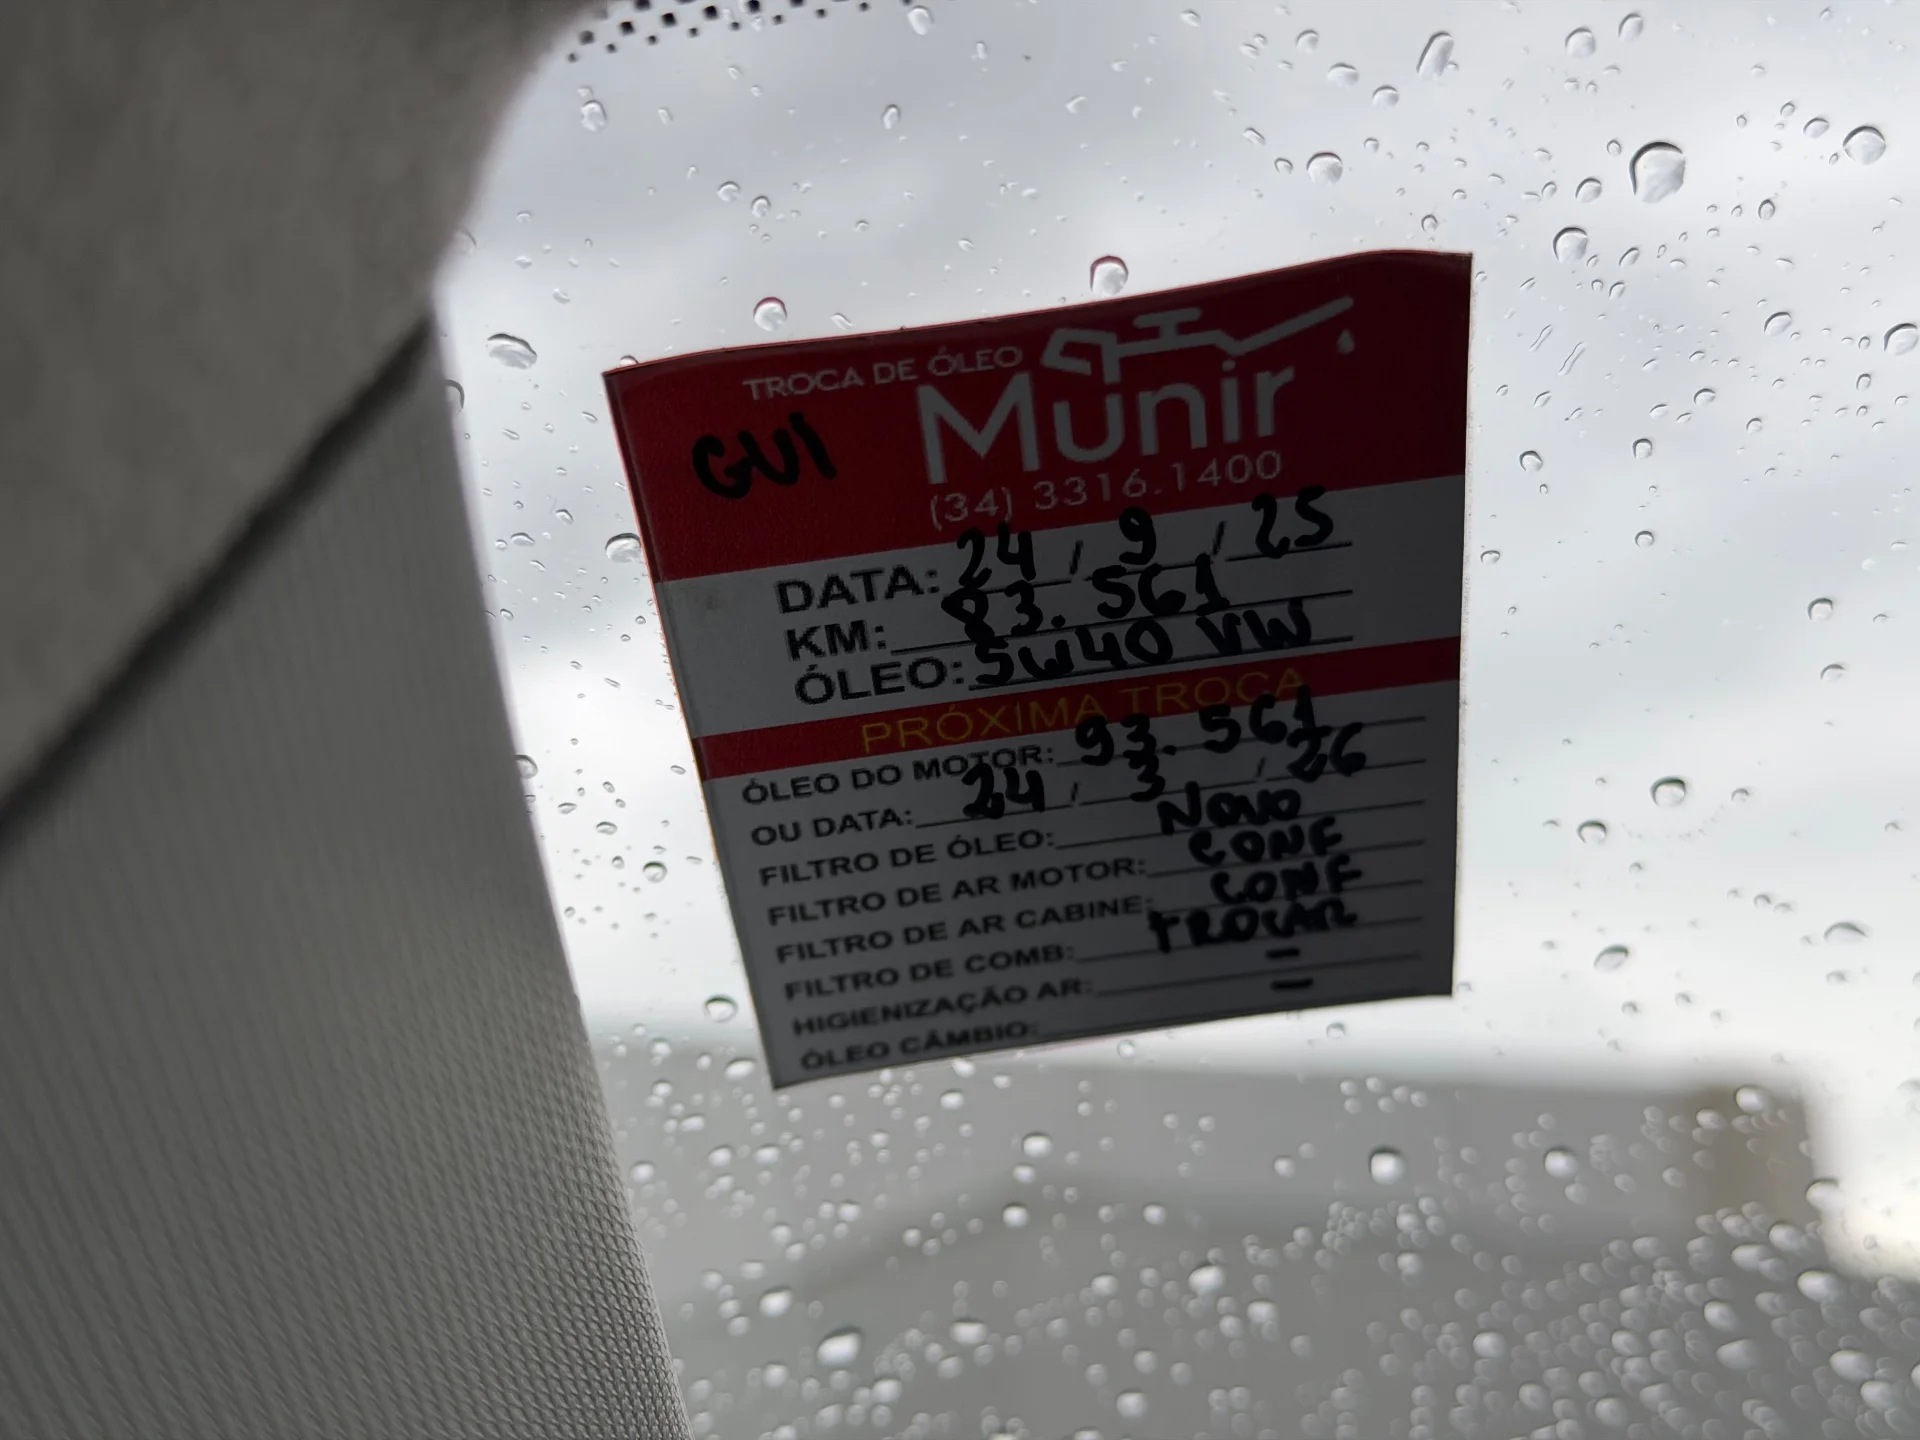 TROCA DE ÓLEO
Munir
GUI
(34) 3316.1400
DATA: 24 / 9 / 25
KM: 83.561
ÓLEO: 5W40 VW
PRÓXIMA TROCA
ÓLEO DO MOTOR: 93.561
OU DATA: 24 / 3 / 26
FILTRO DE ÓLEO: NOVO
FILTRO DE AR MOTOR: CONF
FILTRO DE AR CABINE: CONF
FILTRO DE COMB: TROCAR
HIGIENIZAÇÃO AR: -
ÓLEO CÂMBIO: -